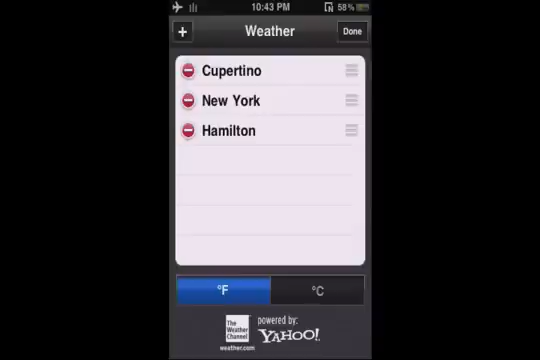 10:43 PM 58%
+ Weather Done
Cupertino
New York
Hamilton
°F °C
The Weather Channel
weather.com
powered by:
YAHOO!